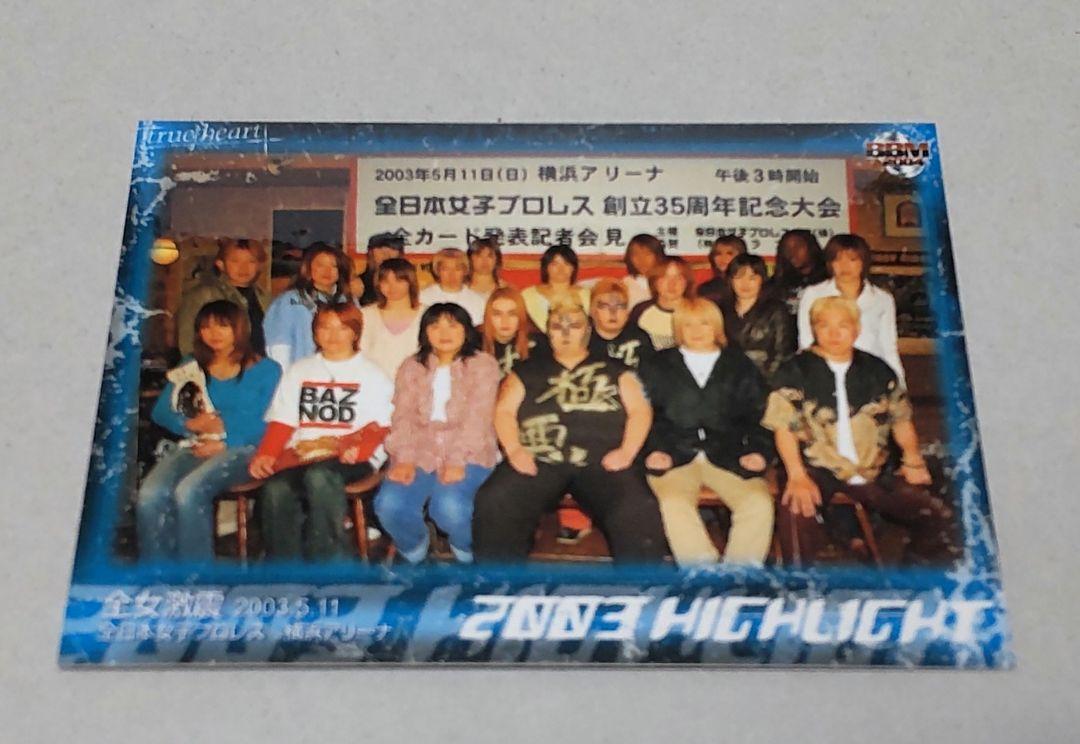 true heart
BBM
2004
2003年5月11日(日) 横浜アリーナ 午後3時開始
全日本女子プロレス 創立35周年記念大会
全カード発表記者会見
BAZ
NOD
極
悪
全女激震 2003.5.11
全日本女子プロレス 横浜アリーナ
2003 HIGHLIGHT